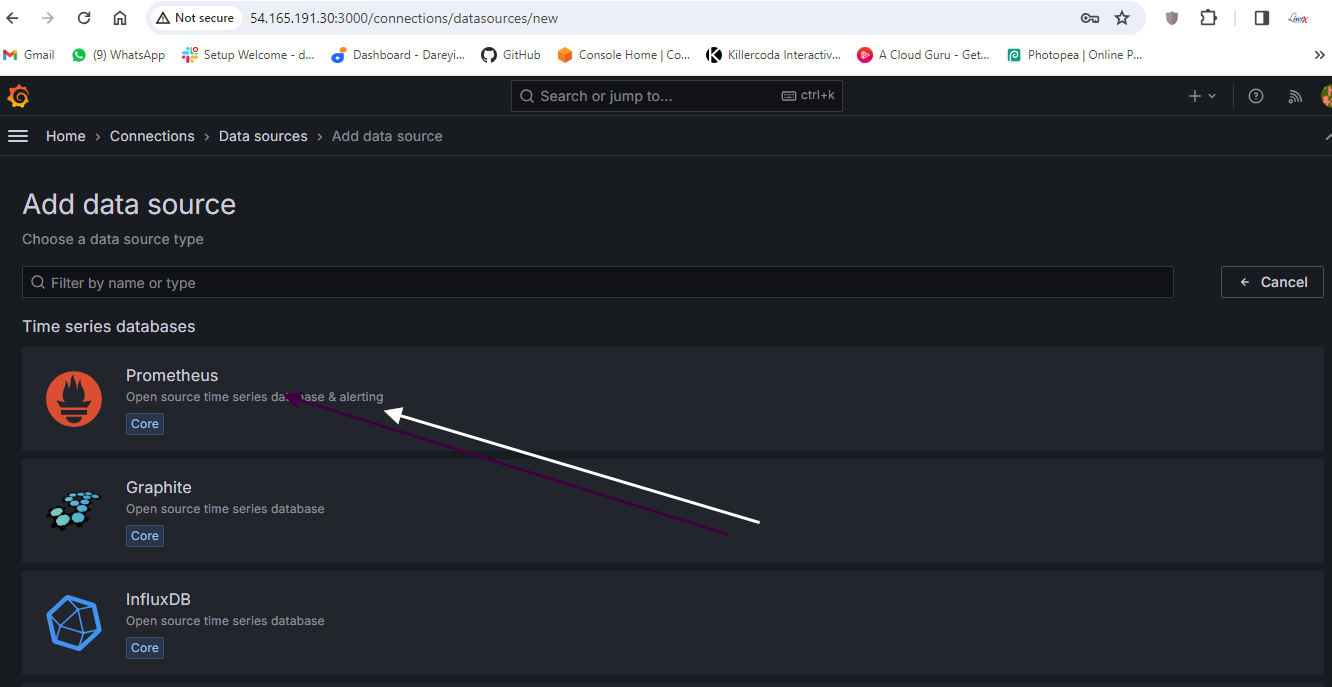 Not secure 54.165.191.30:3000/connections/datasources/new
Gmail (9) WhatsApp Setup Welcome - d... Dashboard - Dareyi... GitHub Console Home | Co... Killercoda Interactiv... A Cloud Guru - Get... Photopea | Online P... »
Search or jump to... ctrl+k
Home › Connections › Data sources › Add data source
Add data source
Choose a data source type
Filter by name or type Cancel
Time series databases
Prometheus
Open source time series & alerting
Core
Graphite
Open source time series database
Core
InfluxDB
Open source time series database
Core